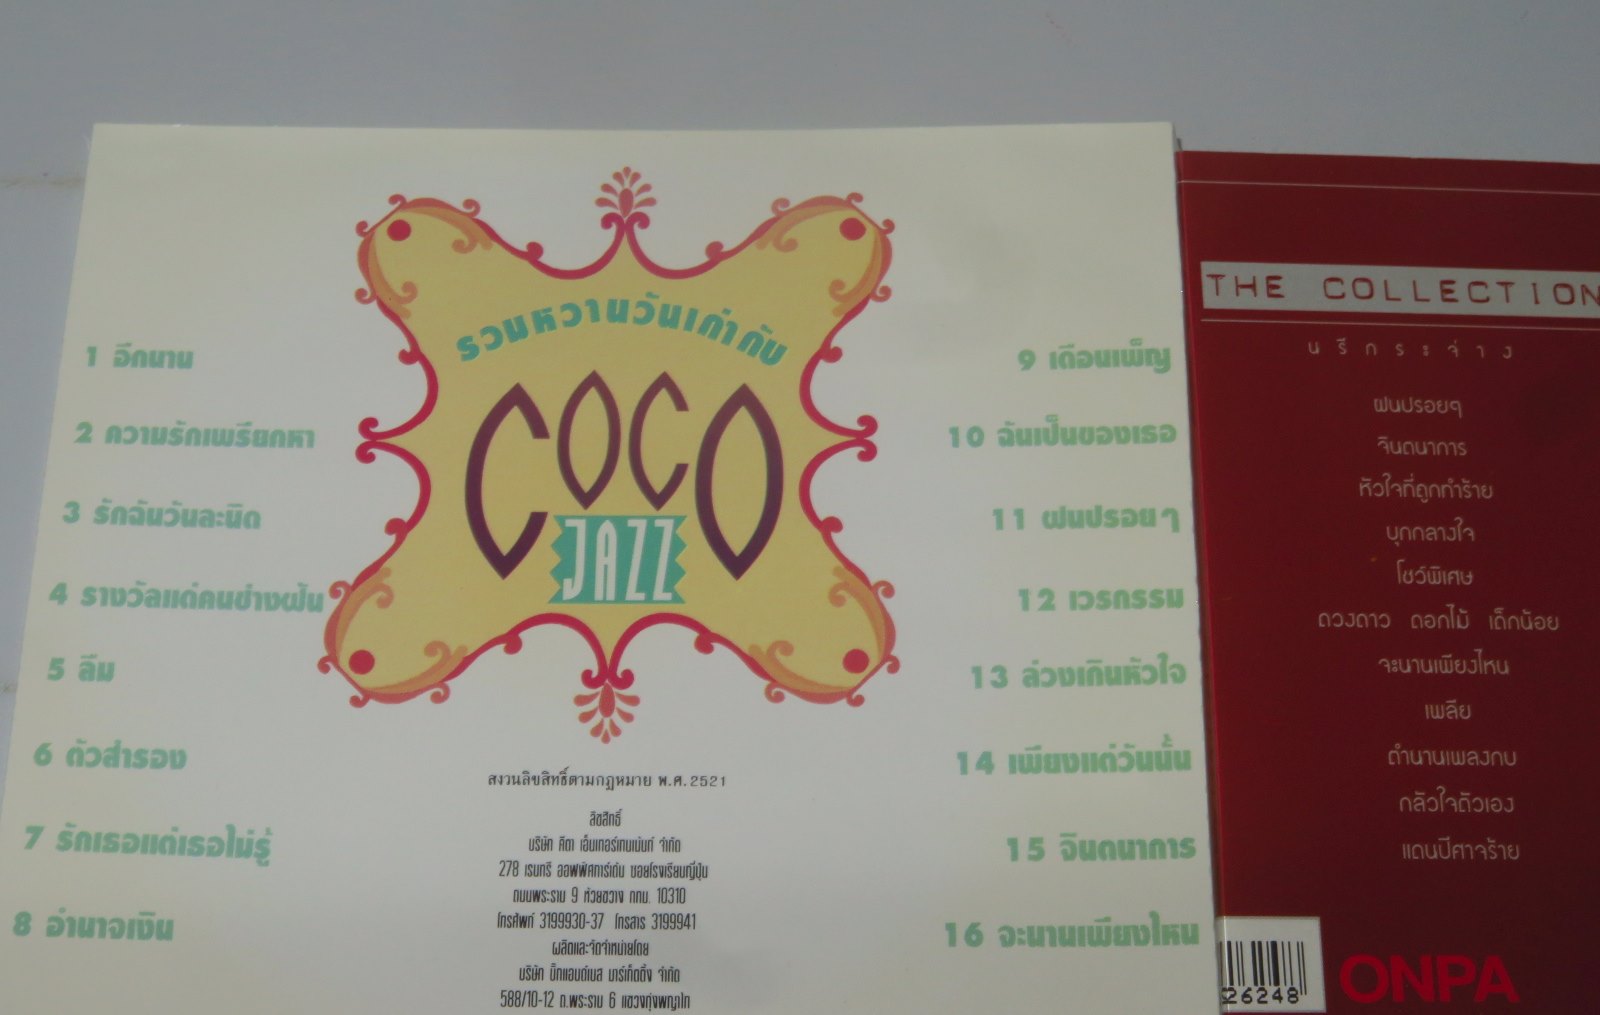 รวมหวานวันเก่ากับ
COCO
JAZZ
1 อีกนาน
2 ความรักเพรียกหา
3 รักฉันวันละนิด
4 รางวัลแด่คนช่างฝัน
5 ลืม
6 ตัวสำรอง
7 รักเธอแต่เธอไม่รู้
8 อำนาจเงิน
9 เดือนเพ็ญ
10 ฉันเป็นของเธอ
11 ฝนปรอยๆ
12 เวรกรรม
13 ล่วงเกินหัวใจ
14 เพียงแต่วันนั้น
15 จินตนาการ
16 จะนานเพียงไหน
สงวนลิขสิทธิ์ตามกฎหมาย พ.ศ.2521
ลิขสิทธิ์
บริษัท คีตา เอ็นเทอร์เทนเม้นท์ จำกัด
278 เรนทรี ออฟฟิศการ์เด้น ซอยโรงเรียนญี่ปุ่น
ถนนพระราม 9 ห้วยขวาง กทม. 10310
โทรศัพท์ 3199930-37 โทรสาร 3199941
ผลิตและจัดจำหน่ายโดย
บริษัท บิ๊กแอนด์เบส มาร์เก็ตติ้ง จำกัด
588/10-12 ถ.พระราม 6 แขวงทุ่งพญาไท
THE COLLECTION
นรีกระจ่าง
ฝนปรอยๆ
จินตนาการ
หัวใจที่ถูกทำร้าย
บุกกลางใจ
โชว์พิเศษ
ดวงดาว ดอกไม้ เด็กน้อย
จะนานเพียงไหน
เพลีย
ตำนานเพลงกบ
กลัวใจตัวเอง
แดนปีศาจร้าย
26248
ONPA